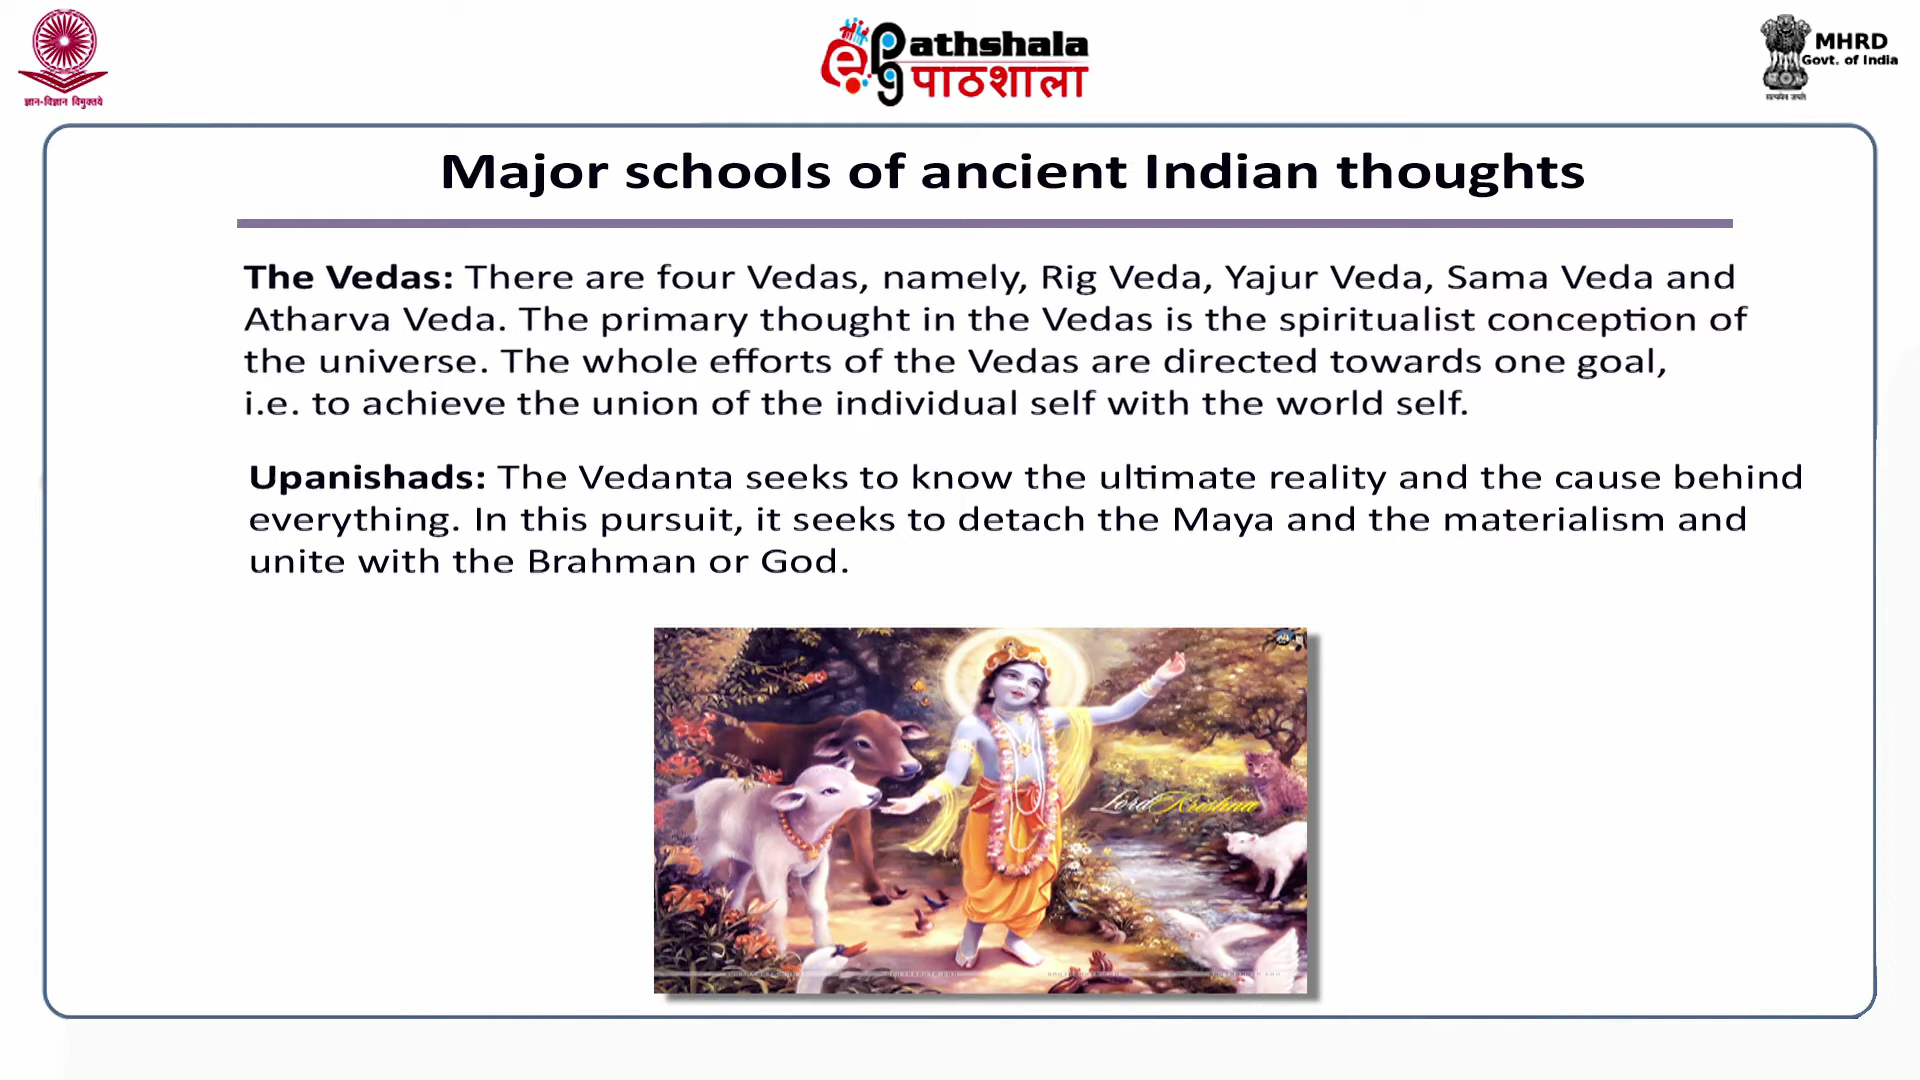 ज्ञान-विज्ञान विमुक्तये
ePathshala
पाठशाला
MHRD
Govt. of India
सत्यमेव जयते
Major schools of ancient Indian thoughts
The Vedas: There are four Vedas, namely, Rig Veda, Yajur Veda, Sama Veda and
Atharva Veda. The primary thought in the Vedas is the spiritualist conception of
the universe. The whole efforts of the Vedas are directed towards one goal,
i.e. to achieve the union of the individual self with the world self.
Upanishads: The Vedanta seeks to know the ultimate reality and the cause behind
everything. In this pursuit, it seeks to detach the Maya and the materialism and
unite with the Brahman or God.
Lord Krishna